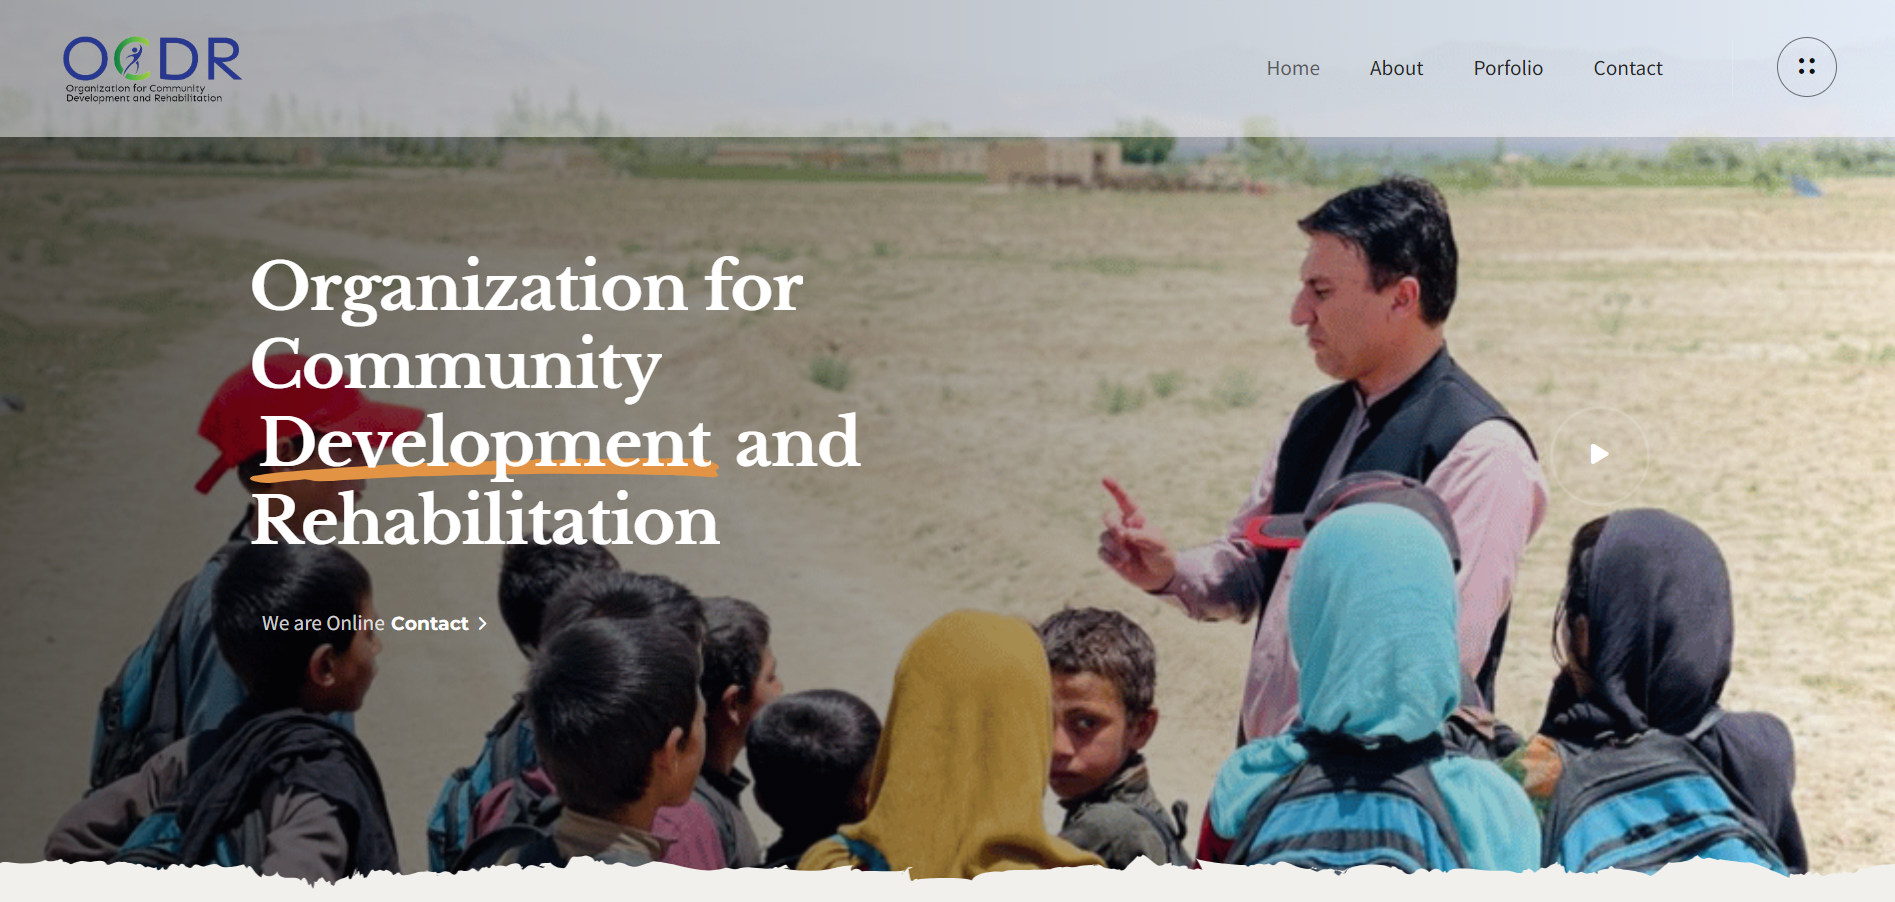 OCDR
Organization for Community
Development and Rehabilitation
Home About Porfolio Contact
Organization for
Community
Development and
Rehabilitation
We are Online Contact